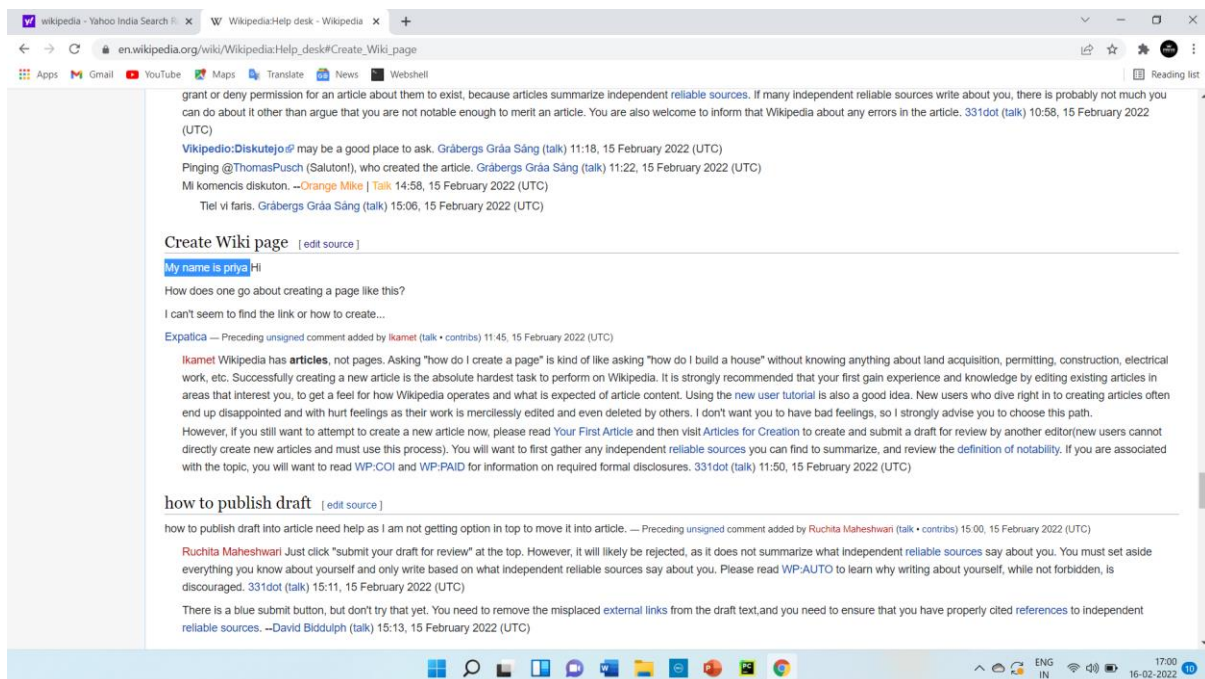 wikipedia - Yahoo India Search R
Wikipedia:Help desk - Wikipedia
en.wikipedia.org/wiki/Wikipedia:Help_desk#Create_Wiki_page
Apps Gmail YouTube Maps Translate News Webshell Reading list
grant or deny permission for an article about them to exist, because articles summarize independent reliable sources. If many independent reliable sources write about you, there is probably not much you
can do about it other than argue that you are not notable enough to merit an article. You are also welcome to inform that Wikipedia about any errors in the article. 331dot (talk) 10:58, 15 February 2022
(UTC)
Vikipedio:Diskutejo may be a good place to ask. Gråbergs Gråa Sång (talk) 11:18, 15 February 2022 (UTC)
Pinging @ThomasPusch (Saluton!), who created the article. Gråbergs Gråa Sång (talk) 11:22, 15 February 2022 (UTC)
Mi komencis diskuton. --Orange Mike | Talk 14:58, 15 February 2022 (UTC)
Tiel vi faris. Gråbergs Gråa Sång (talk) 15:06, 15 February 2022 (UTC)
Create Wiki page [ edit source ]
My name is priya Hi
How does one go about creating a page like this?
I can't seem to find the link or how to create...
Expatica — Preceding unsigned comment added by Ikamet (talk • contribs) 11:45, 15 February 2022 (UTC)
Ikamet Wikipedia has articles, not pages. Asking "how do I create a page" is kind of like asking "how do I build a house" without knowing anything about land acquisition, permitting, construction, electrical
work, etc. Successfully creating a new article is the absolute hardest task to perform on Wikipedia. It is strongly recommended that your first gain experience and knowledge by editing existing articles in
areas that interest you, to get a feel for how Wikipedia operates and what is expected of article content. Using the new user tutorial is also a good idea. New users who dive right in to creating articles often
end up disappointed and with hurt feelings as their work is mercilessly edited and even deleted by others. I don't want you to have bad feelings, so I strongly advise you to choose this path.
However, if you still want to attempt to create a new article now, please read Your First Article and then visit Articles for Creation to create and submit a draft for review by another editor(new users cannot
directly create new articles and must use this process). You will want to first gather any independent reliable sources you can find to summarize, and review the definition of notability. If you are associated
with the topic, you will want to read WP:COI and WP:PAID for information on required formal disclosures. 331dot (talk) 11:50, 15 February 2022 (UTC)
how to publish draft [ edit source ]
how to publish draft into article need help as I am not getting option in top to move it into article. — Preceding unsigned comment added by Ruchita Maheshwari (talk • contribs) 15:00, 15 February 2022 (UTC)
Ruchita Maheshwari Just click "submit your draft for review" at the top. However, it will likely be rejected, as it does not summarize what independent reliable sources say about you. You must set aside
everything you know about yourself and only write based on what independent reliable sources say about you. Please read WP:AUTO to learn why writing about yourself, while not forbidden, is
discouraged. 331dot (talk) 15:11, 15 February 2022 (UTC)
There is a blue submit button, but don't try that yet. You need to remove the misplaced external links from the draft text,and you need to ensure that you have properly cited references to independent
reliable sources. --David Biddulph (talk) 15:13, 15 February 2022 (UTC)
ENG 17:00
IN 16-02-2022 10